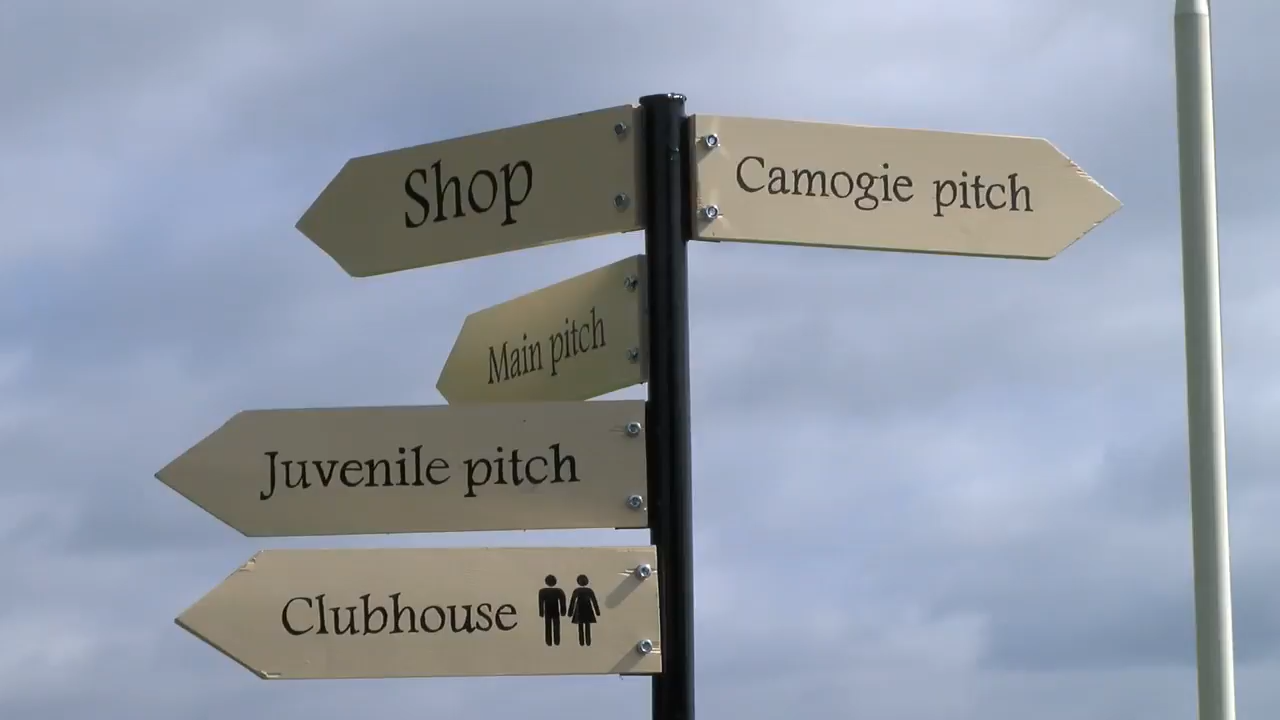 Shop
Camogie pitch
Main pitch
Juvenile pitch
Clubhouse